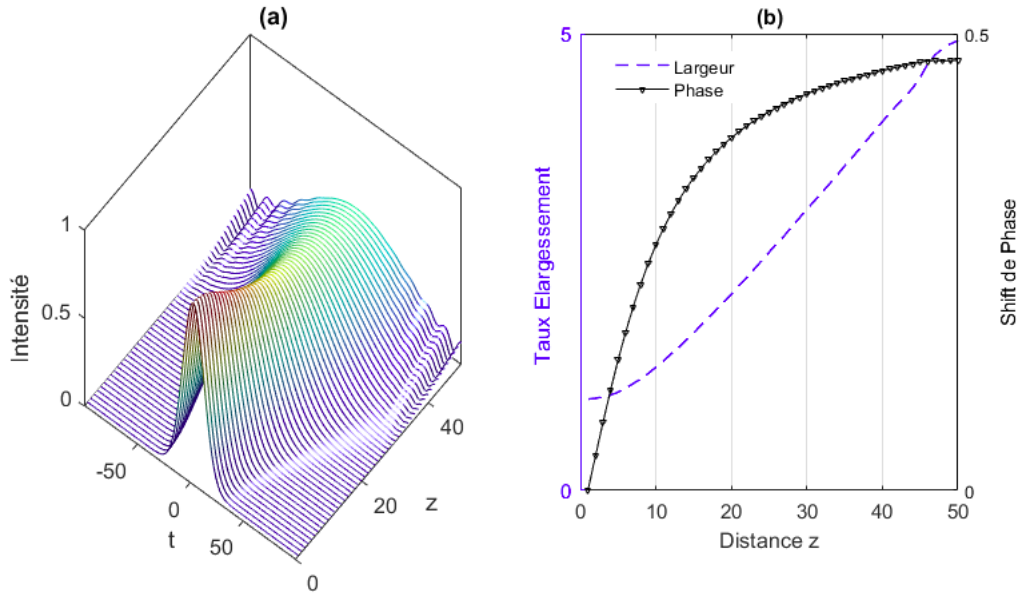 (a)
1
0.5
0
Intensité
-50
0
50
t
0
20
40
z
(b)
5
0
Taux Elargessement
Largeur
Phase
0.5
0
Shift de Phase
0
10
20
30
40
50
Distance z